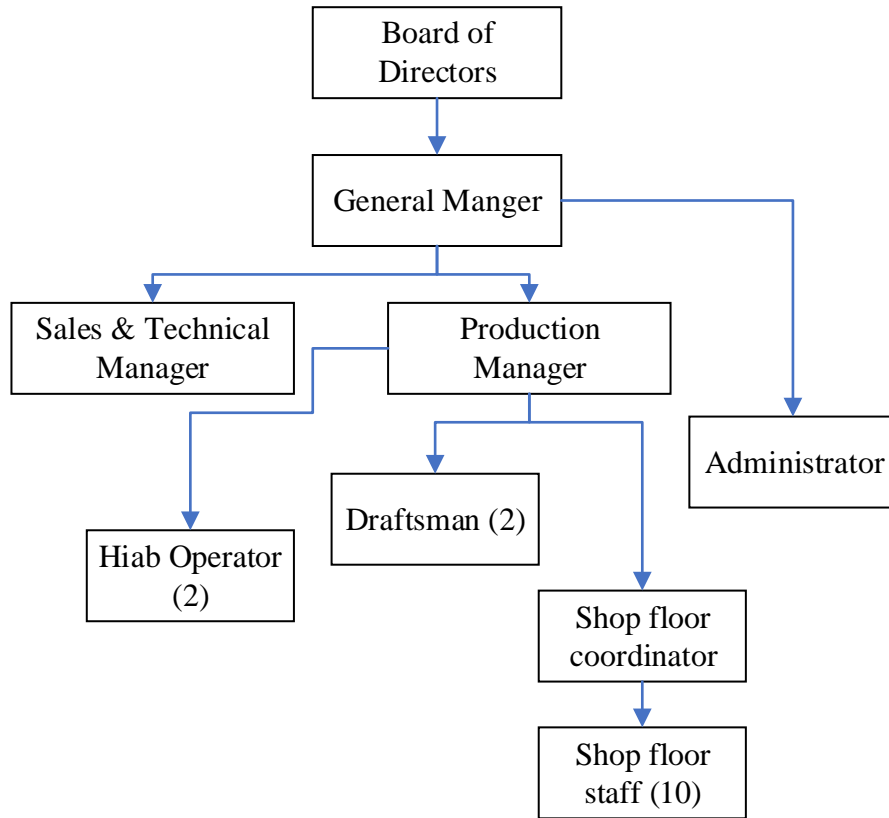 Board of
Directors
General Manger
Sales & Technical
Manager
Production
Manager
Administrator
Draftsman (2)
Hiab Operator
(2)
Shop floor
coordinator
Shop floor
staff (10)